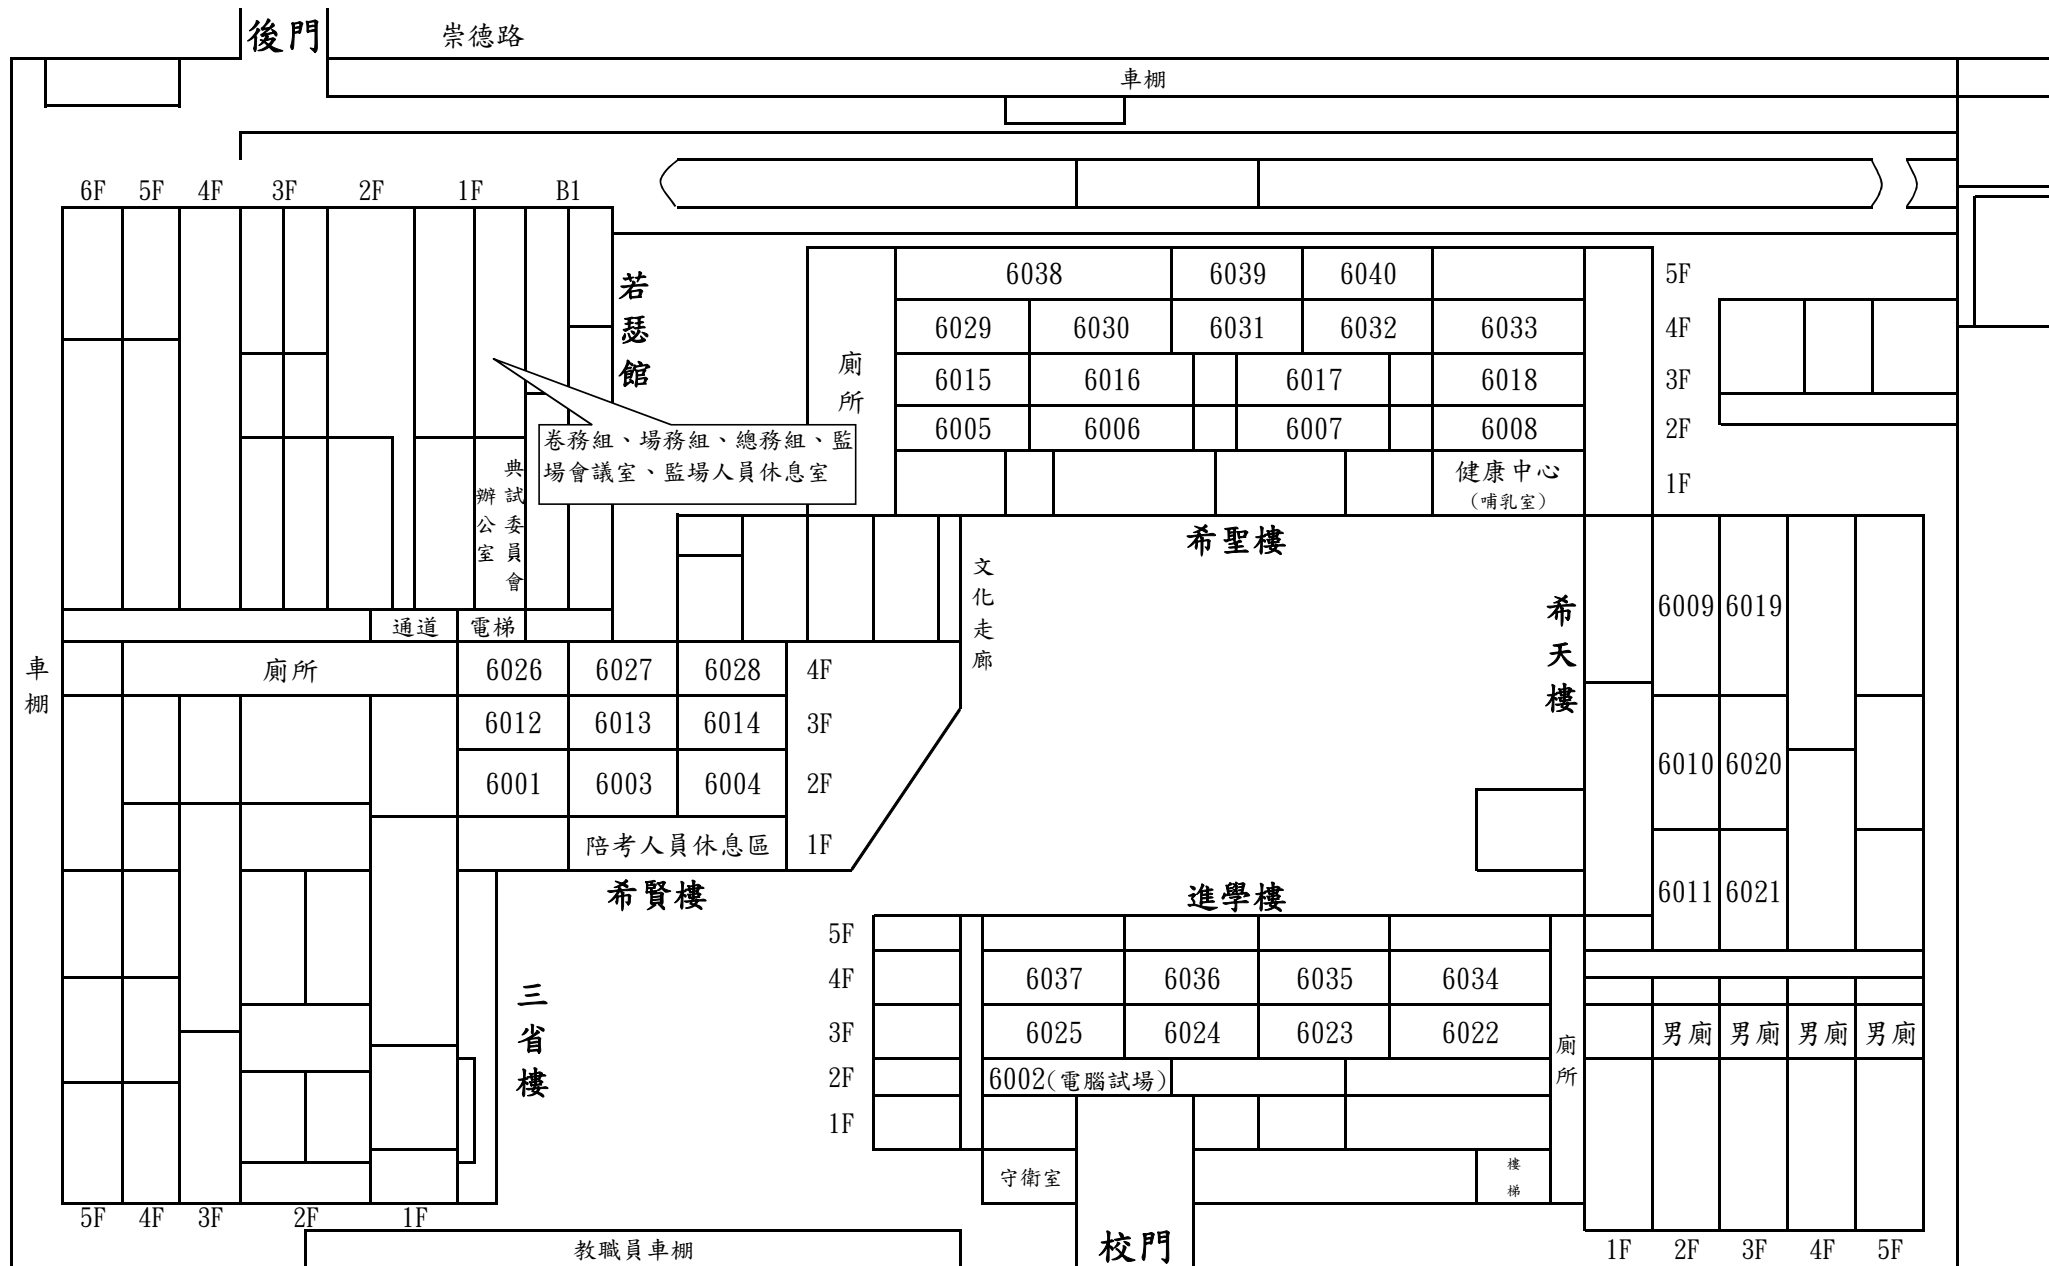 後門
崇德路
車棚
6F 5F 4F 3F 2F 1F B1
若瑟館
卷務組、場務組、總務組、監
場會議室、監場人員休息室
典試委員會
辦公室
通道 電梯
廁所
6038 6039 6040 5F
6029 6030 6031 6032 6033 4F
6015 6016 6017 6018 3F
6005 6006 6007 6008 2F
健康中心 1F
(哺乳室)
希聖樓
文化走廊
車棚
廁所 6026 6027 6028 4F
6012 6013 6014 3F
6001 6003 6004 2F
陪考人員休息區 1F
希賢樓
希天樓
6009 6019
6010 6020
6011 6021
進學樓
5F
4F 6037 6036 6035 6034
3F 6025 6024 6023 6022
2F 6002(電腦試場)
1F
廁所
男廁 男廁 男廁 男廁
三省樓
守衛室
樓梯
5F 4F 3F 2F 1F
教職員車棚
校門
1F 2F 3F 4F 5F